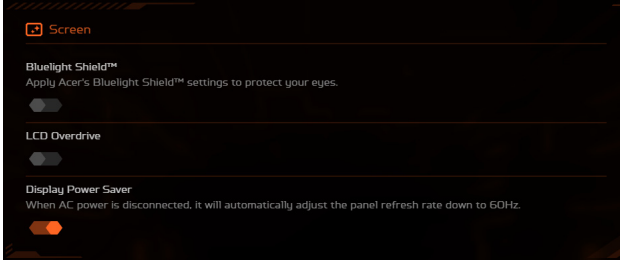 Screen
Bluelight Shield™
Apply Acer's Bluelight Shield™ settings to protect your eyes.
LCD Overdrive
Display Power Saver
When AC power is disconnected, it will automatically adjust the panel refresh rate down to 60Hz.